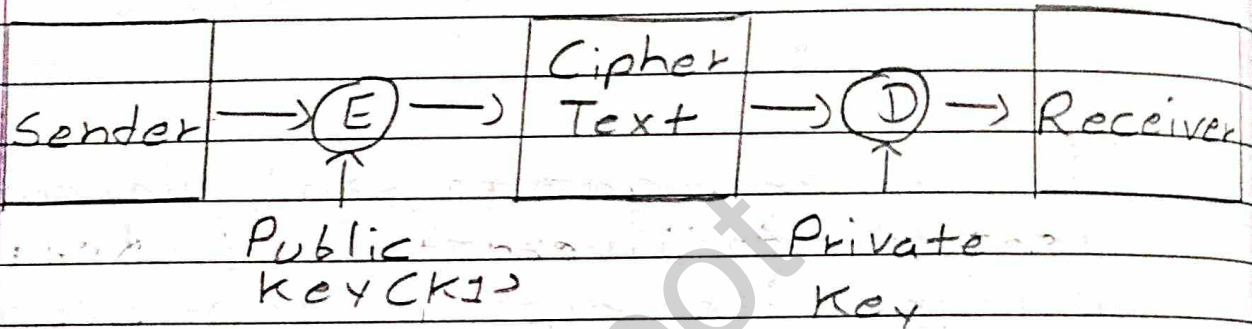 Sender → E → Cipher Text → D → Receiver
Public Key (K1)
Private Key